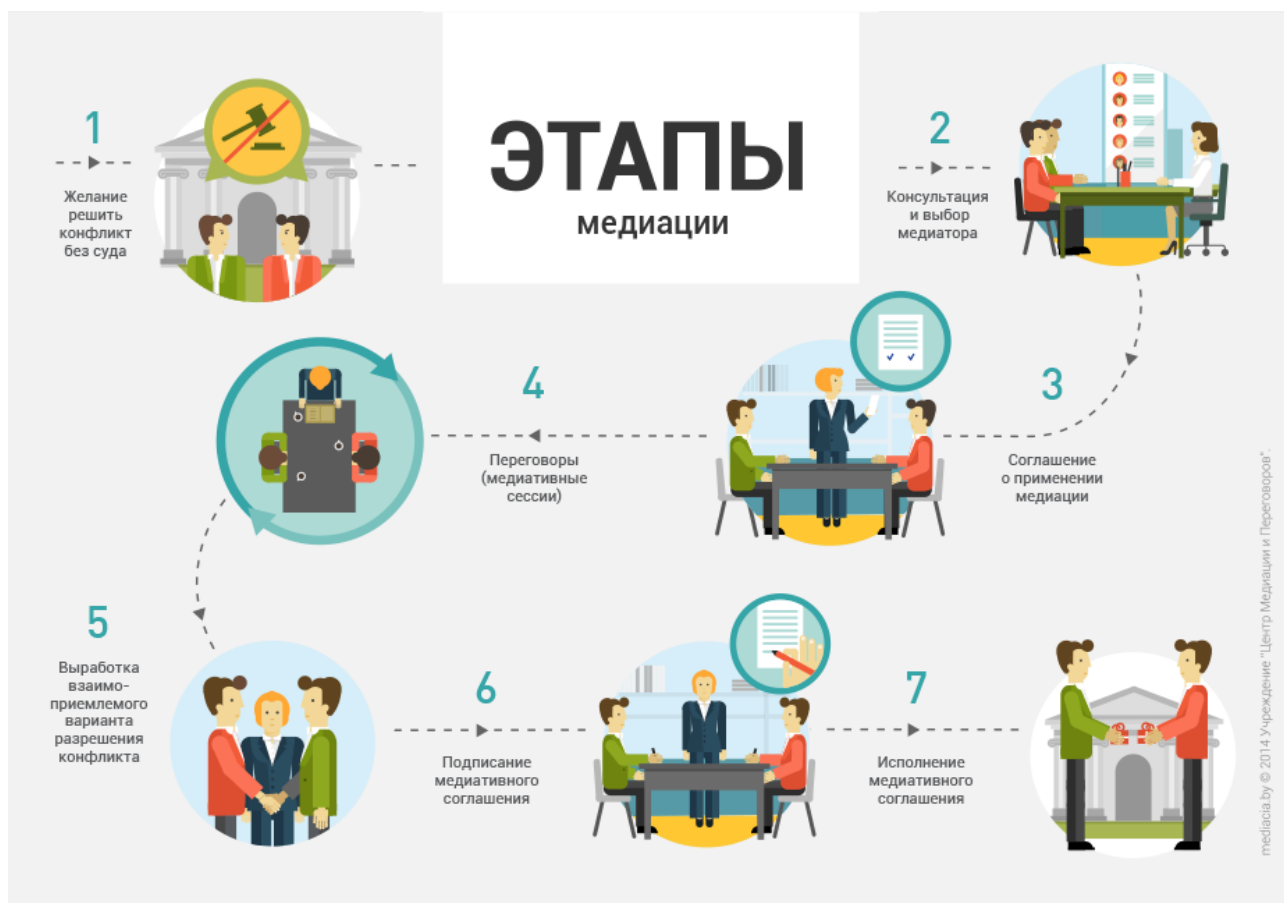 ЭТАПЫ
медиации
1
Желание
решить
конфликт
без суда
2
Консультация
и выбор
медиатора
3
Соглашение
о применении
медиации
4
Переговоры
(медиативные
сессии)
5
Выработка
взаимо-
приемлемого
варианта
разрешения
конфликта
6
Подписание
медиативного
соглашения
7
Исполнение
медиативного
соглашения
mediacia.by © 2014 Учреждение "Центр Медиации и Переговоров".